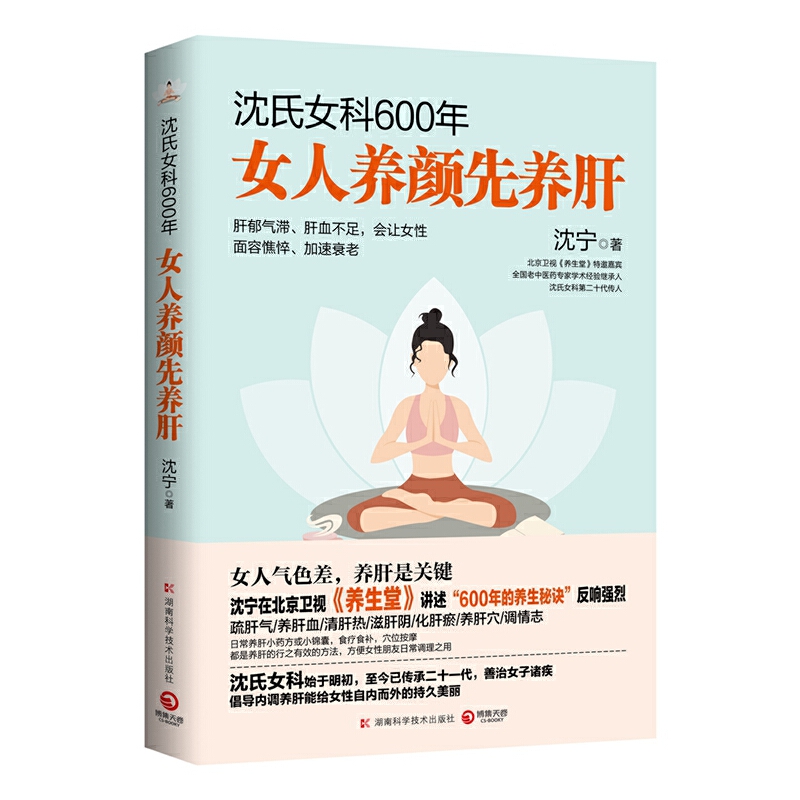 沈氏女科600年
女人养颜先养肝
肝郁气滞、肝血不足，会让女性
面容憔悴、加速衰老
沈宁◎著
北京卫视《养生堂》特邀嘉宾
全国老中医药专家学术经验继承人
沈氏女科第二十代传人
女人气色差，养肝是关键
沈宁在北京卫视《养生堂》讲述“600年的养生秘诀”反响强烈
疏肝气/养肝血/清肝热/滋肝阴/化肝瘀/养肝穴/调情志
日常养肝小药方或小锦囊，食疗食补，穴位按摩
都是养肝的行之有效的方法，方便女性朋友日常调理之用
沈氏女科始于明初，至今已传承二十一代，善治女子诸疾
倡导内调养肝能给女性自内而外的持久美丽
湖南科学技术出版社
博集天卷
CS-BOOKY
沈氏女科600年
女人养颜先养肝
沈宁◎著
湖南科学技术出版社
博集天卷
CS-BOOKY